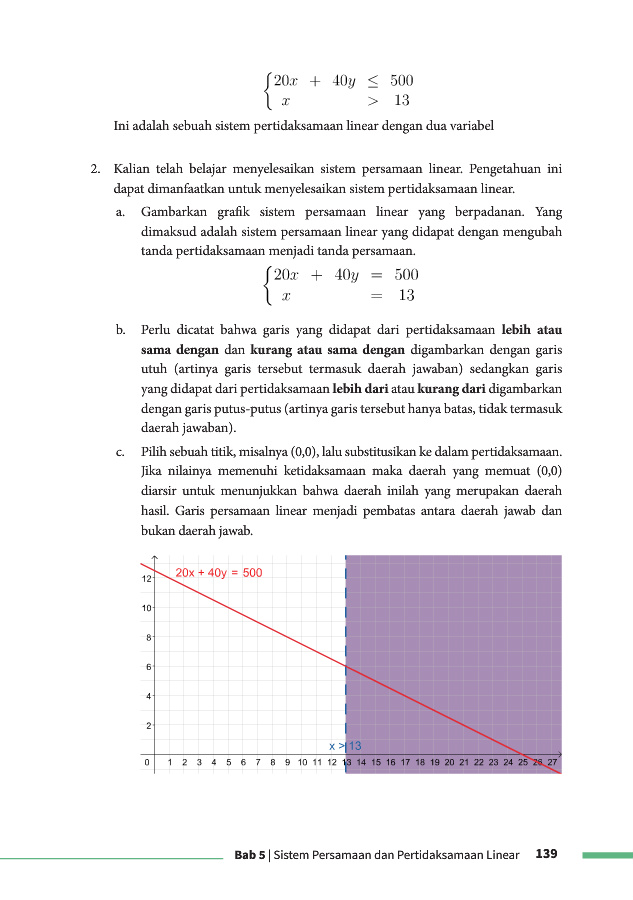 20x + 40y ≤ 500
x > 13
Ini adalah sebuah sistem pertidaksamaan linear dengan dua variabel
2. Kalian telah belajar menyelesaikan sistem persamaan linear. Pengetahuan ini
dapat dimanfaatkan untuk menyelesaikan sistem pertidaksamaan linear.
a. Gambarkan grafik sistem persamaan linear yang berpadanan. Yang
dimaksud adalah sistem persamaan linear yang didapat dengan mengubah
tanda pertidaksamaan menjadi tanda persamaan.
20x + 40y = 500
x = 13
b. Perlu dicatat bahwa garis yang didapat dari pertidaksamaan lebih atau
sama dengan dan kurang atau sama dengan digambarkan dengan garis
utuh (artinya garis tersebut termasuk daerah jawaban) sedangkan garis
yang didapat dari pertidaksamaan lebih dari atau kurang dari digambarkan
dengan garis putus-putus (artinya garis tersebut hanya batas, tidak termasuk
daerah jawaban).
c. Pilih sebuah titik, misalnya (0,0), lalu substitusikan ke dalam pertidaksamaan.
Jika nilainya memenuhi ketidaksamaan maka daerah yang memuat (0,0)
diarsir untuk menunjukkan bahwa daerah inilah yang merupakan daerah
hasil. Garis persamaan linear menjadi pembatas antara daerah jawab dan
bukan daerah jawab.
20x + 40y = 500
12
10
8
6
4
2
x > 13
0 1 2 3 4 5 6 7 8 9 10 11 12 13 14 15 16 17 18 19 20 21 22 23 24 25 26 27
Bab 5 | Sistem Persamaan dan Pertidaksamaan Linear 139